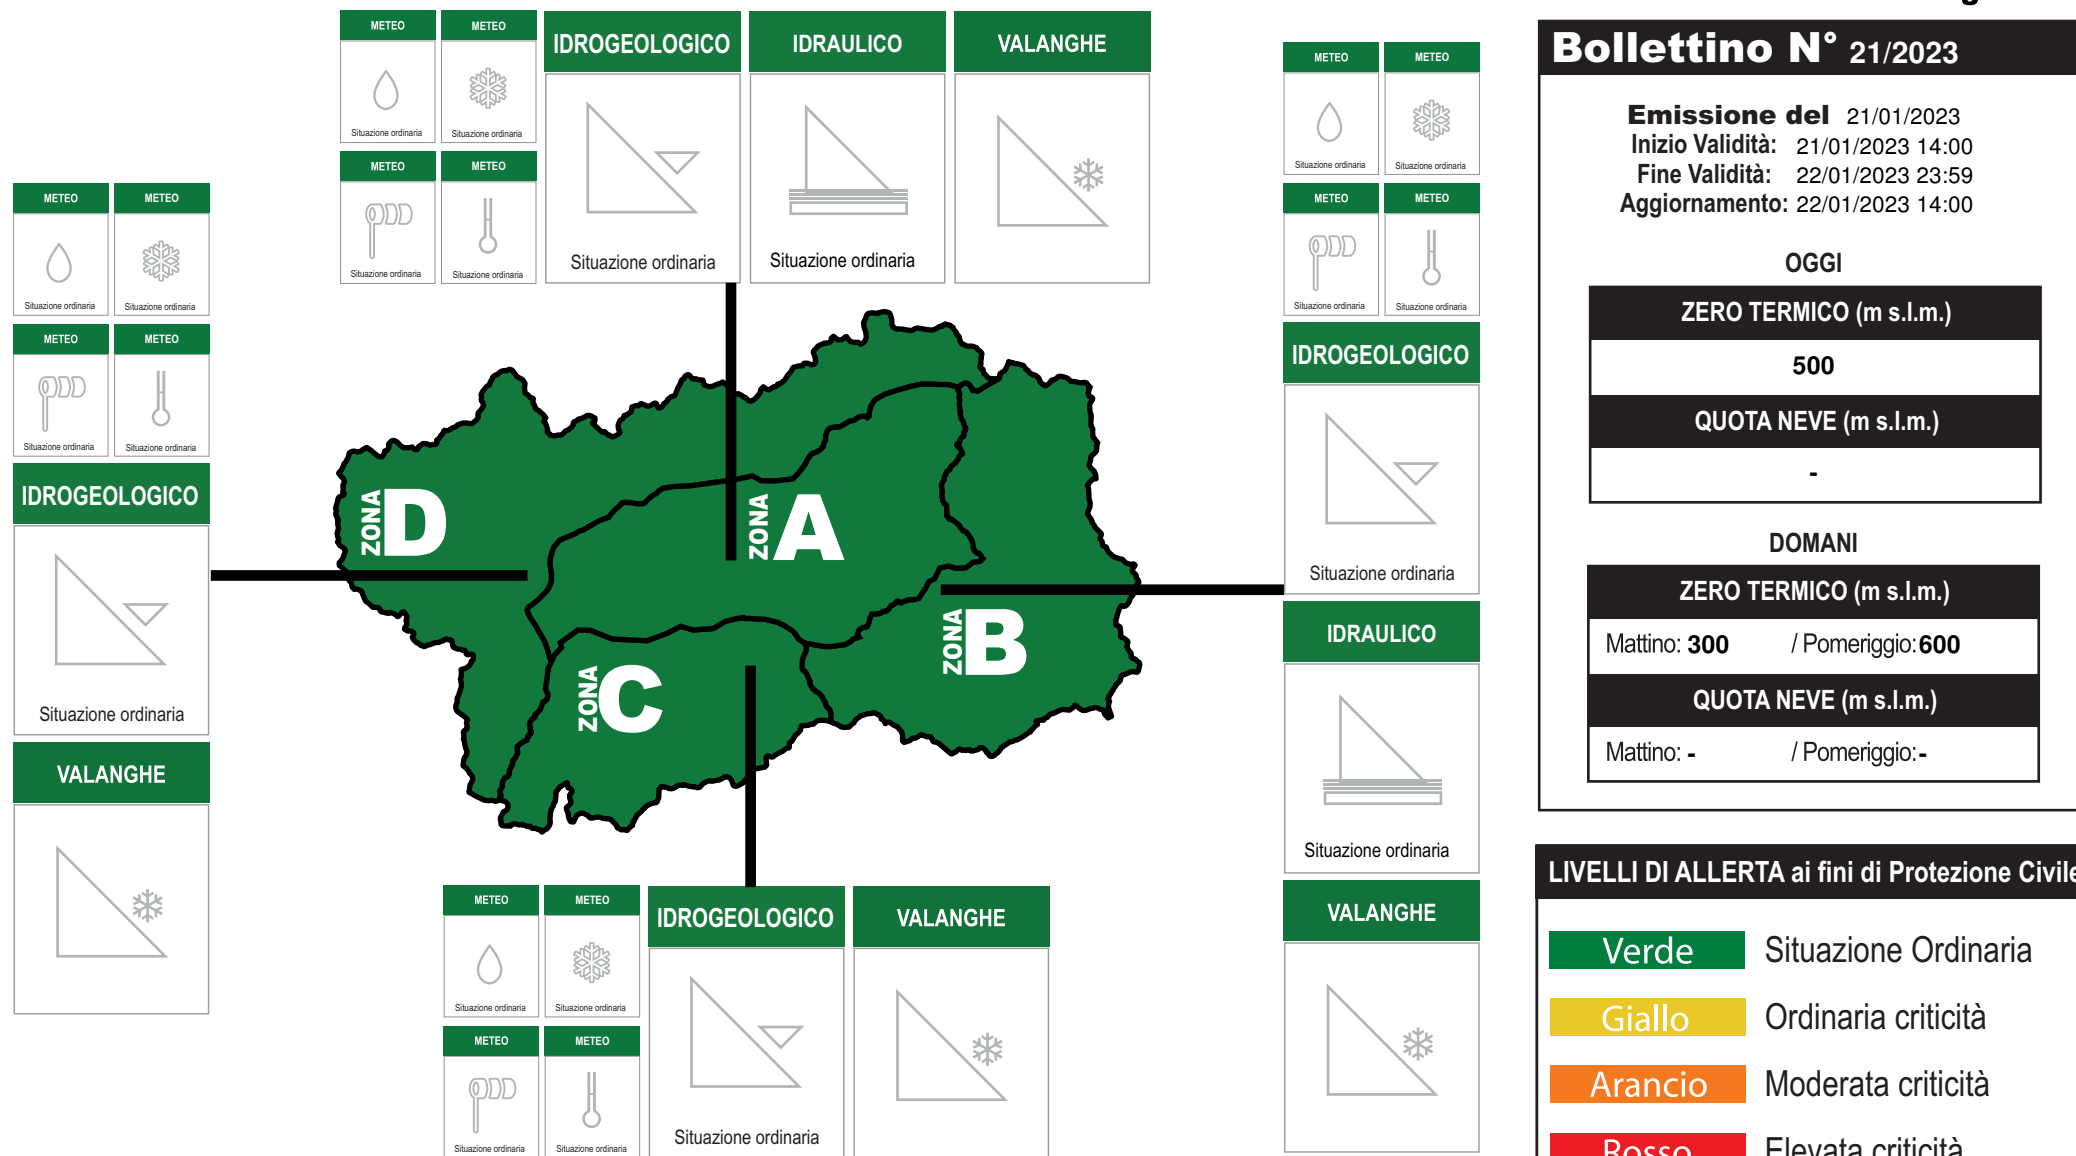 METEO
METEO
Situazione ordinaria
Situazione ordinaria
METEO
METEO
Situazione ordinaria
Situazione ordinaria
IDROGEOLOGICO
Situazione ordinaria
IDRAULICO
Situazione ordinaria
VALANGHE
METEO
METEO
Situazione ordinaria
Situazione ordinaria
METEO
METEO
Situazione ordinaria
Situazione ordinaria
IDROGEOLOGICO
Situazione ordinaria
VALANGHE
ZONA D
ZONA A
ZONA B
ZONA C
METEO
METEO
Situazione ordinaria
Situazione ordinaria
METEO
METEO
Situazione ordinaria
Situazione ordinaria
IDROGEOLOGICO
Situazione ordinaria
VALANGHE
METEO
METEO
Situazione ordinaria
Situazione ordinaria
METEO
METEO
Situazione ordinaria
Situazione ordinaria
IDROGEOLOGICO
Situazione ordinaria
IDRAULICO
Situazione ordinaria
VALANGHE
Bollettino N° 21/2023
Emissione del 21/01/2023
Inizio Validità: 21/01/2023 14:00
Fine Validità: 22/01/2023 23:59
Aggiornamento: 22/01/2023 14:00
OGGI
ZERO TERMICO (m s.l.m.)
500
QUOTA NEVE (m s.l.m.)
-
DOMANI
ZERO TERMICO (m s.l.m.)
Mattino: 300 / Pomeriggio: 600
QUOTA NEVE (m s.l.m.)
Mattino: - / Pomeriggio: -
LIVELLI DI ALLERTA ai fini di Protezione Civile
Verde Situazione Ordinaria
Giallo Ordinaria criticità
Arancio Moderata criticità
Rosso Elevata criticità